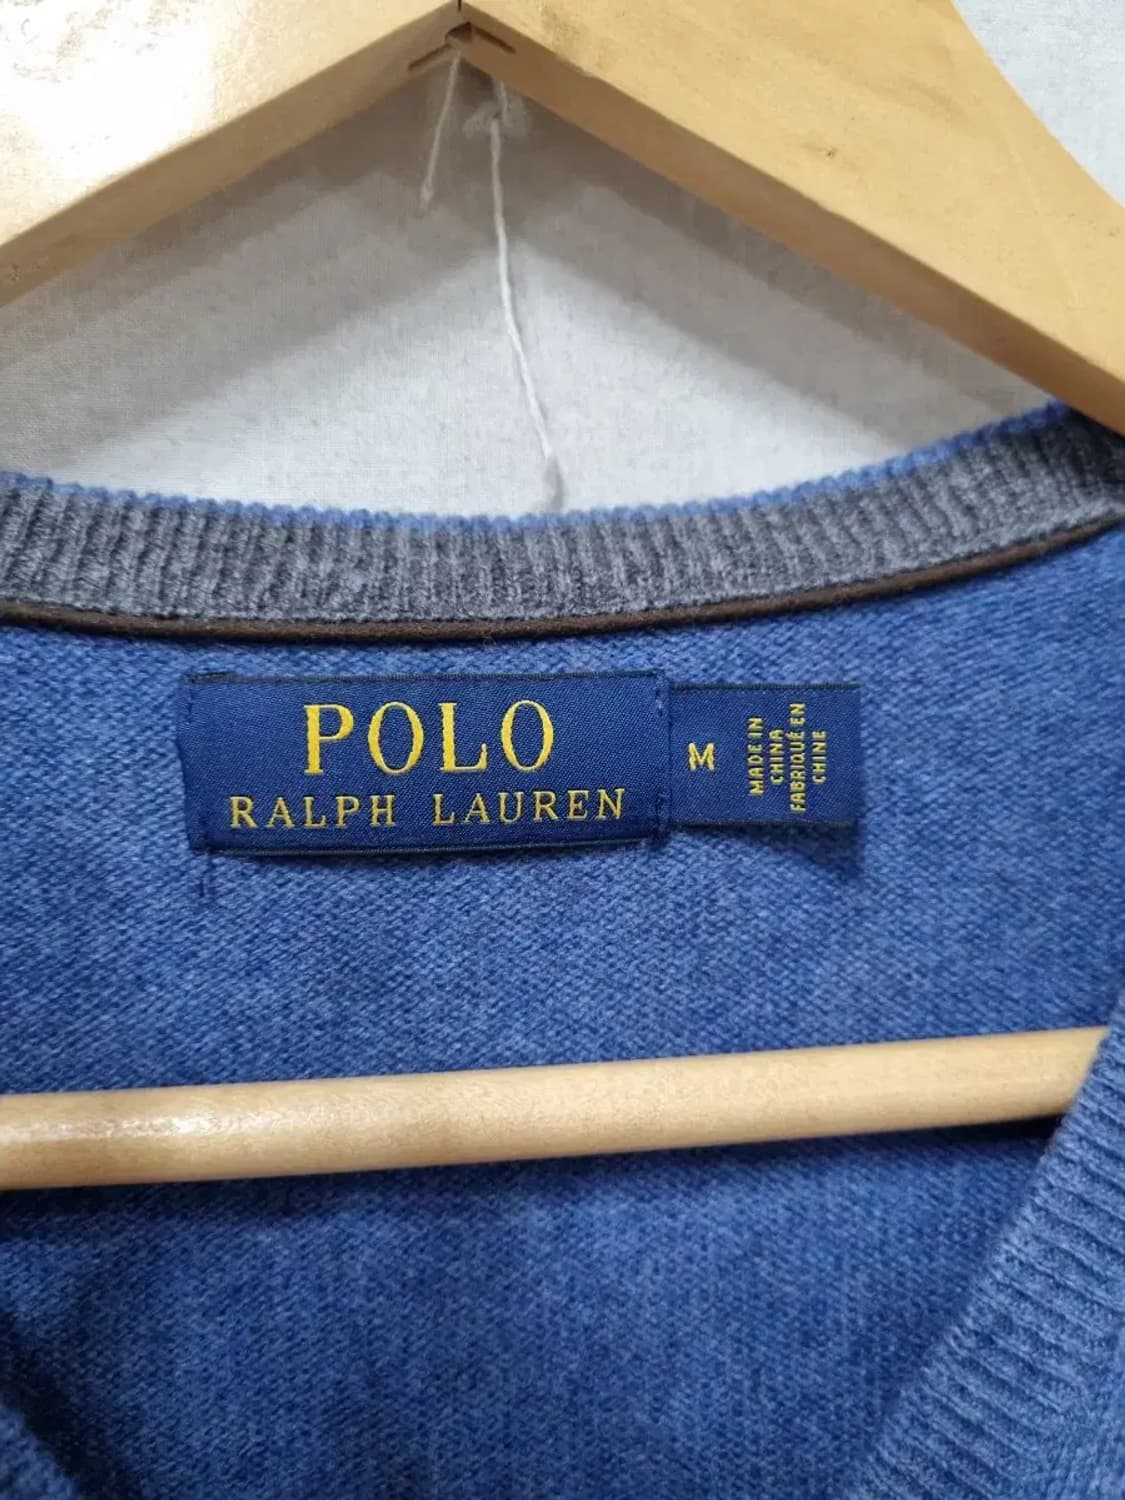 POLO
RALPH LAUREN
M
MADE IN
CHINA
FABRIQUÉ EN
CHINE